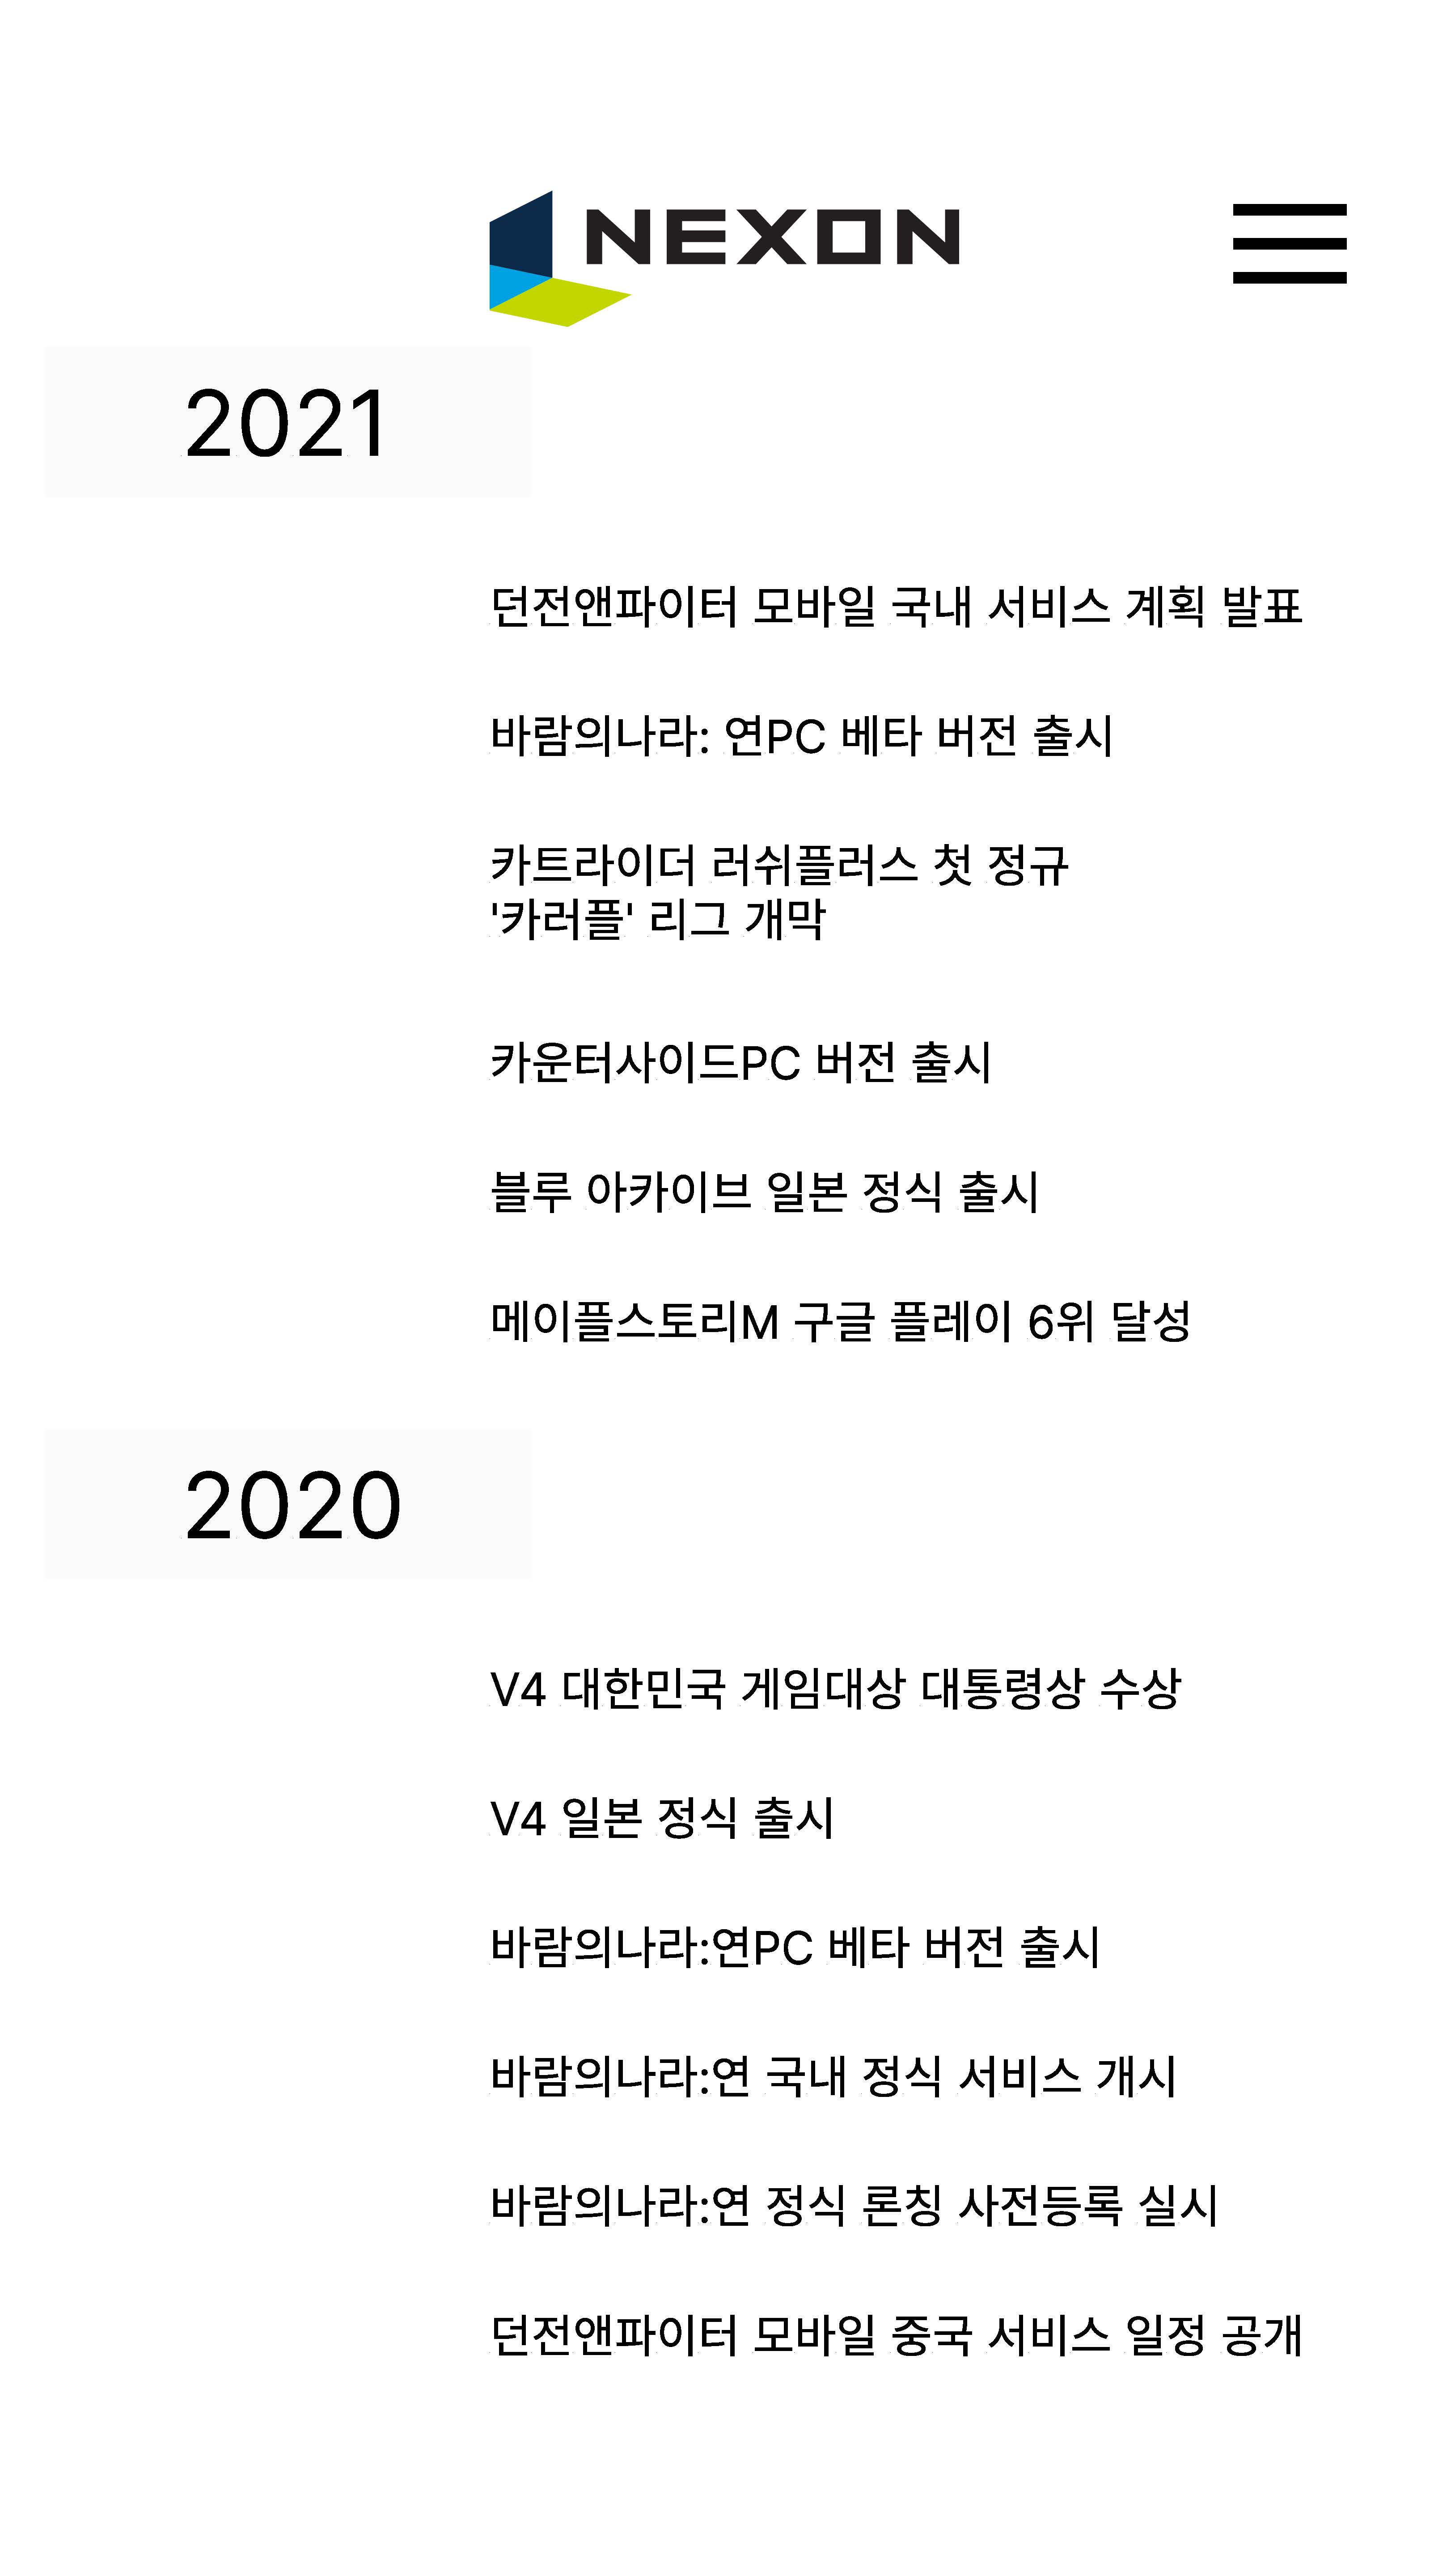 NEXON
2021
던전앤파이터 모바일 국내 서비스 계획 발표
바람의나라: 연PC 베타 버전 출시
카트라이더 러쉬플러스 첫 정규
'카러플' 리그 개막
카운터사이드PC 버전 출시
블루 아카이브 일본 정식 출시
메이플스토리M 구글 플레이 6위 달성
2020
V4 대한민국 게임대상 대통령상 수상
V4 일본 정식 출시
바람의나라:연PC 베타 버전 출시
바람의나라:연 국내 정식 서비스 개시
바람의나라:연 정식 론칭 사전등록 실시
던전앤파이터 모바일 중국 서비스 일정 공개